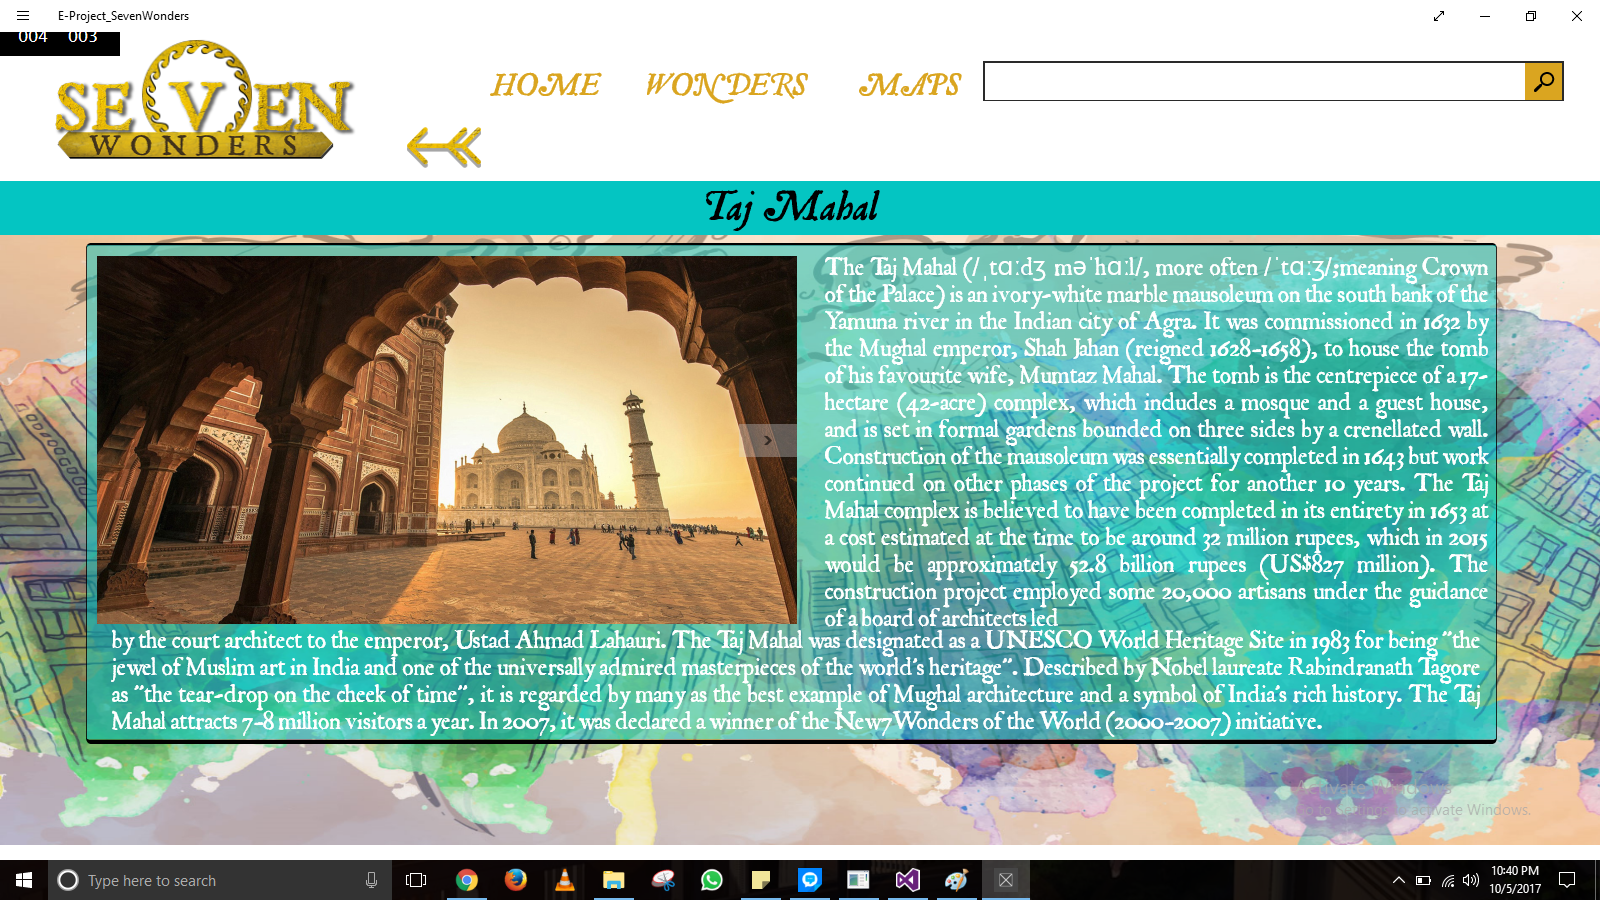 E-Project_SevenWonders
004 003
SEVEN
WONDERS
HOME WONDERS MAPS
Taj Mahal
The Taj Mahal (/ˌtɑːdʒ məˈhɑːl/, more often /ˈtɑːʒ/;meaning Crown
of the Palace) is an ivory-white marble mausoleum on the south bank of the
Yamuna river in the Indian city of Agra. It was commissioned in 1632 by
the Mughal emperor, Shah Jahan (reigned 1628-1658), to house the tomb
of his favourite wife, Mumtaz Mahal. The tomb is the centrepiece of a 17-
hectare (42-acre) complex, which includes a mosque and a guest house,
and is set in formal gardens bounded on three sides by a crenellated wall.
Construction of the mausoleum was essentially completed in 1643 but work
continued on other phases of the project for another 10 years. The Taj
Mahal complex is believed to have been completed in its entirety in 1653 at
a cost estimated at the time to be around 32 million rupees, which in 2015
would be approximately 52.8 billion rupees (US$827 million). The
construction project employed some 20,000 artisans under the guidance
of a board of architects led
by the court architect to the emperor, Ustad Ahmad Lahauri. The Taj Mahal was designated as a UNESCO World Heritage Site in 1983 for being "the
jewel of Muslim art in India and one of the universally admired masterpieces of the world's heritage". Described by Nobel laureate Rabindranath Tagore
as "the tear-drop on the cheek of time", it is regarded by many as the best example of Mughal architecture and a symbol of India's rich history. The Taj
Mahal attracts 7-8 million visitors a year. In 2007, it was declared a winner of the New7Wonders of the World (2000-2007) initiative.
Activate Windows
Go to Settings to activate Windows.
Type here to search
10:40 PM
10/5/2017